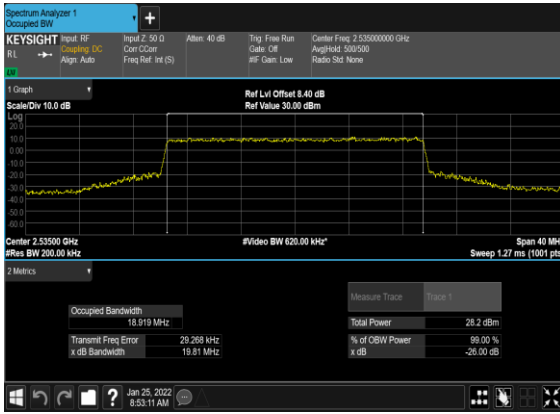 Spectrum Analyzer 1
Occupied BW
+
KEYSIGHT Input: RF Input Z: 50 Ω Atten: 40 dB Trig: Free Run Center Freq: 2.535000000 GHz
RL Coupling: DC Corr CCorr Gate: Off Avg|Hold: 500/500
Align: Auto Freq Ref: Int (S) #IF Gain: Low Radio Std: None
LV
1 Graph
Ref Lvl Offset 8.40 dB
Scale/Div 10.0 dB Ref Value 30.00 dBm
Log
20.0
10.0
0.00
-10.0
-20.0
-30.0
-40.0
-50.0
-60.0
Center 2.53500 GHz #Video BW 620.00 kHz* Span 40 MH
#Res BW 200.00 kHz Sweep 1.27 ms (1001 pts
2 Metrics
Measure Trace Trace 1
Occupied Bandwidth
18.919 MHz Total Power 28.2 dBm
Transmit Freq Error 29.268 kHz % of OBW Power 99.00 %
x dB Bandwidth 19.81 MHz x dB -26.00 dB
? Jan 25, 2022
8:53:11 AM